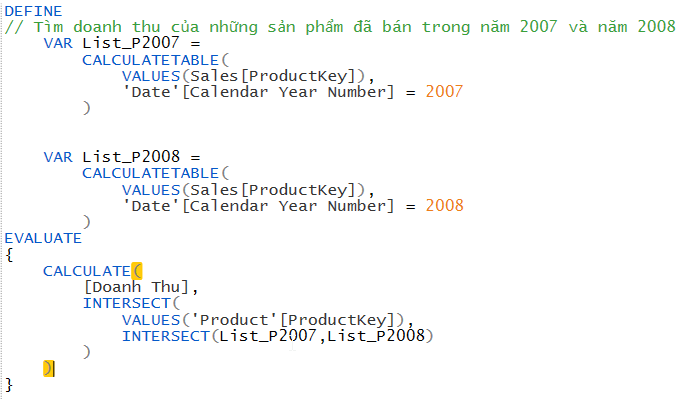 DEFINE
// Tìm doanh thu của những sản phẩm đã bán trong năm 2007 và năm 2008
    VAR List_P2007 =
        CALCULATETABLE(
            VALUES(Sales[ProductKey]),
            'Date'[Calendar Year Number] = 2007
        )
    VAR List_P2008 =
        CALCULATETABLE(
            VALUES(Sales[ProductKey]),
            'Date'[Calendar Year Number] = 2008
        )
EVALUATE
{
    CALCULATE(
        [Doanh Thu],
        INTERSECT(
            VALUES('Product'[ProductKey]),
            INTERSECT(List_P2007,List_P2008)
        )
    )
}